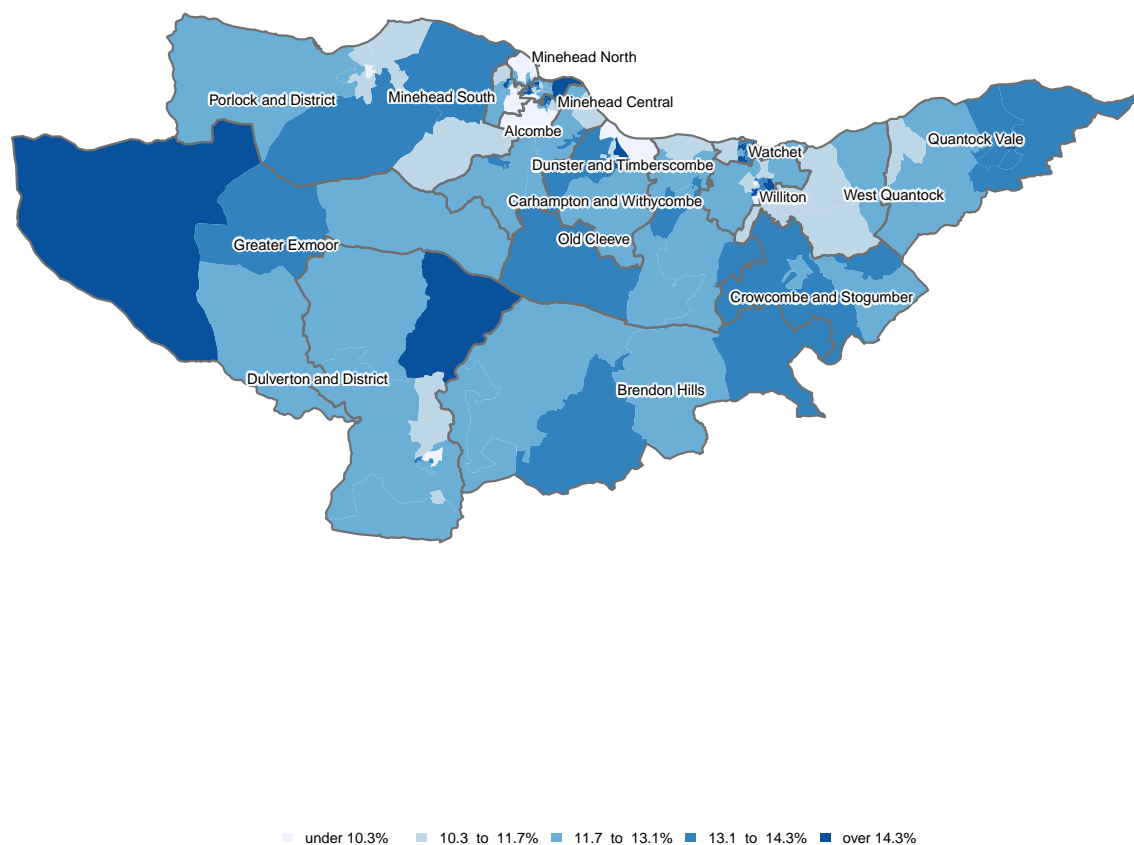 Minehead North
Porlock and District
Minehead South
Minehead Central
Alcombe
Quantock Vale
Watchet
Dunster and Timberscombe
West Quantock
Williton
Carhampton and Withycombe
Old Cleeve
Greater Exmoor
Crowcombe and Stogumber
Dulverton and District
Brendon Hills
under 10.3% 10.3 to 11.7% 11.7 to 13.1% 13.1 to 14.3% over 14.3%